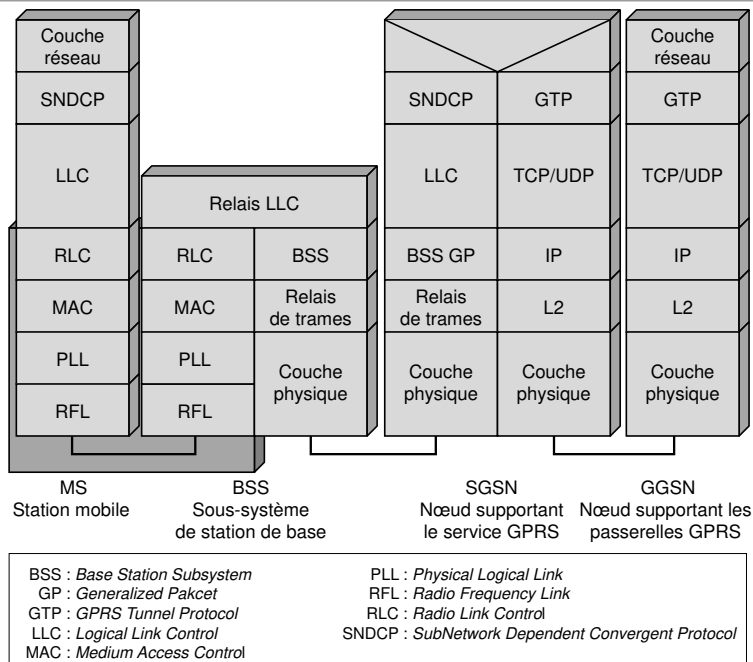 Couche
réseau
SNDCP
LLC
RLC
MAC
PLL
RFL
Relais LLC
RLC
MAC
PLL
RFL
BSS
Relais
de trames
Couche
physique
SNDCP
LLC
BSS GP
Relais
de trames
Couche
physique
GTP
TCP/UDP
IP
L2
Couche
physique
Couche
réseau
GTP
TCP/UDP
IP
L2
Couche
physique
MS
Station mobile
BSS
Sous-système
de station de base
SGSN
Nœud supportant
le service GPRS
GGSN
Nœud supportant les
passerelles GPRS
BSS : Base Station Subsystem
GP : Generalized Pakcet
GTP : GPRS Tunnel Protocol
LLC : Logical Link Control
MAC : Medium Access Control
PLL : Physical Logical Link
RFL : Radio Frequency Link
RLC : Radio Link Control
SNDCP : SubNetwork Dependent Convergent Protocol